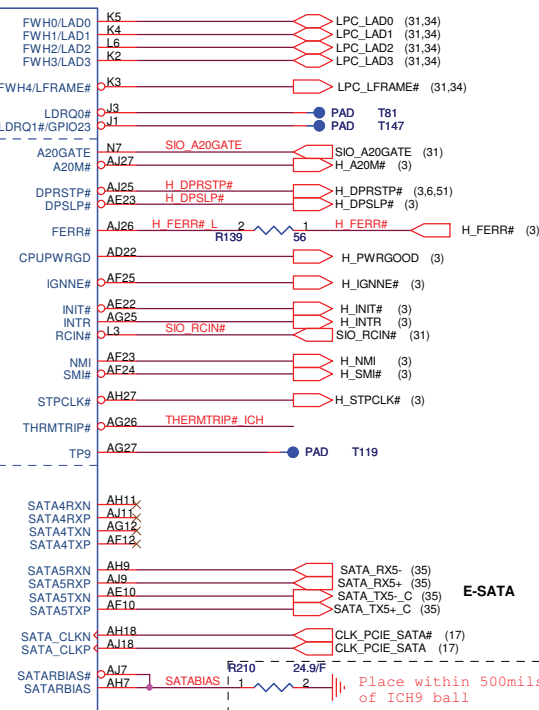 FWH0/LAD0 K5 LPC_LAD0 (31,34)
FWH1/LAD1 K4 LPC_LAD1 (31,34)
FWH2/LAD2 L6 LPC_LAD2 (31,34)
FWH3/LAD3 K2 LPC_LAD3 (31,34)
FWH4/LFRAME# K3 LPC_LFRAME# (31,34)
LDRQ0# J3 PAD T81
LDRQ1#/GPIO23 J1 PAD T147
A20GATE N7 SIO_A20GATE SIO_A20GATE (31)
A20M# AJ27 H_A20M# (3)
DPRSTP# AJ25 H_DPRSTP# H_DPRSTP# (3,6,51)
DPSLP# AE23 H_DPSLP# H_DPSLP# (3)
FERR# AJ26 H_FERR#_L 2 1 H_FERR# H_FERR# (3)
R139 56
CPUPWRGD AD22 H_PWRGOOD (3)
IGNNE# AF25 H_IGNNE# (3)
INIT# AE22 H_INIT# (3)
INTR AG25 H_INTR (3)
RCIN# L3 SIO_RCIN# SIO_RCIN# (31)
NMI AF23 H_NMI (3)
SMI# AF24 H_SMI# (3)
STPCLK# AH27 H_STPCLK# (3)
THRMTRIP# AG26 THERMTRIP#_ICH
TP9 AG27 PAD T119
SATA4RXN AH11
SATA4RXP AJ11
SATA4TXN AG12
SATA4TXP AF12
SATA5RXN AH9 SATA_RX5- (35)
SATA5RXP AJ9 SATA_RX5+ (35)
SATA5TXN AE10 SATA_TX5-_C (35) E-SATA
SATA5TXP AF10 SATA_TX5+_C (35)
SATA_CLKN AH18 CLK_PCIE_SATA# (17)
SATA_CLKP AJ18 CLK_PCIE_SATA (17)
SATARBIAS# AJ7 R210 24.9/F
SATARBIAS AH7 SATABIAS 1 2 Place within 500mils
of ICH9 ball